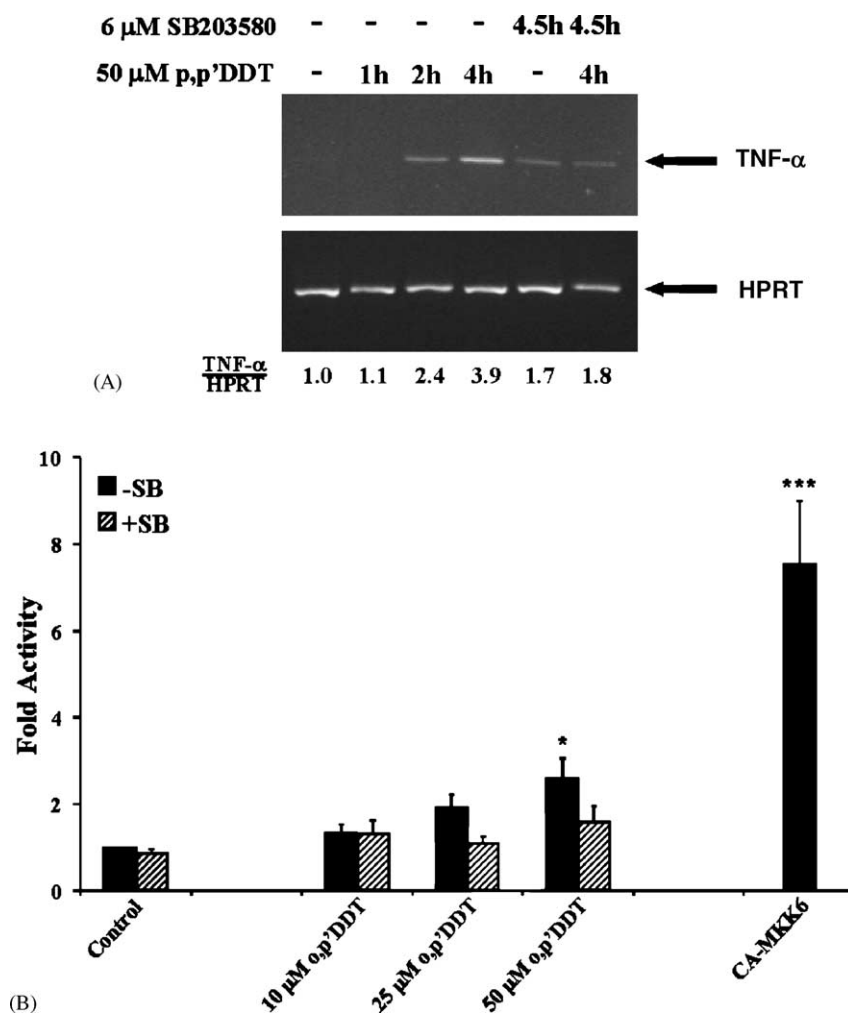 6 μM SB203580 - - - - 4.5h 4.5h
50 μM p,p'DDT - 1h 2h 4h - 4h
TNF-α
HPRT
(A) TNF-α/HPRT 1.0 1.1 2.4 3.9 1.7 1.8
10
8
6
4
2
0
Fold Activity
-SB
+SB
*
***
Control
10 μM o,p'DDT
25 μM o,p'DDT
50 μM o,p'DDT
CA-MKK6
(B)